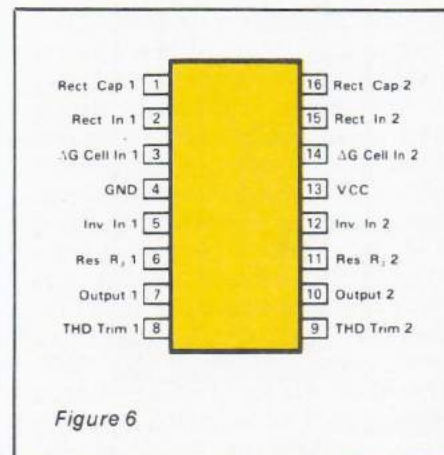 Rect Cap 1 1 16 Rect Cap 2
Rect In 1 2 15 Rect In 2
ΔG Cell In 1 3 14 ΔG Cell In 2
GND 4 13 VCC
Inv In 1 5 12 Inv In 2
Res R₃ 1 6 11 Res R₃ 2
Output 1 7 10 Output 2
THD Trim 1 8 9 THD Trim 2
Figure 6